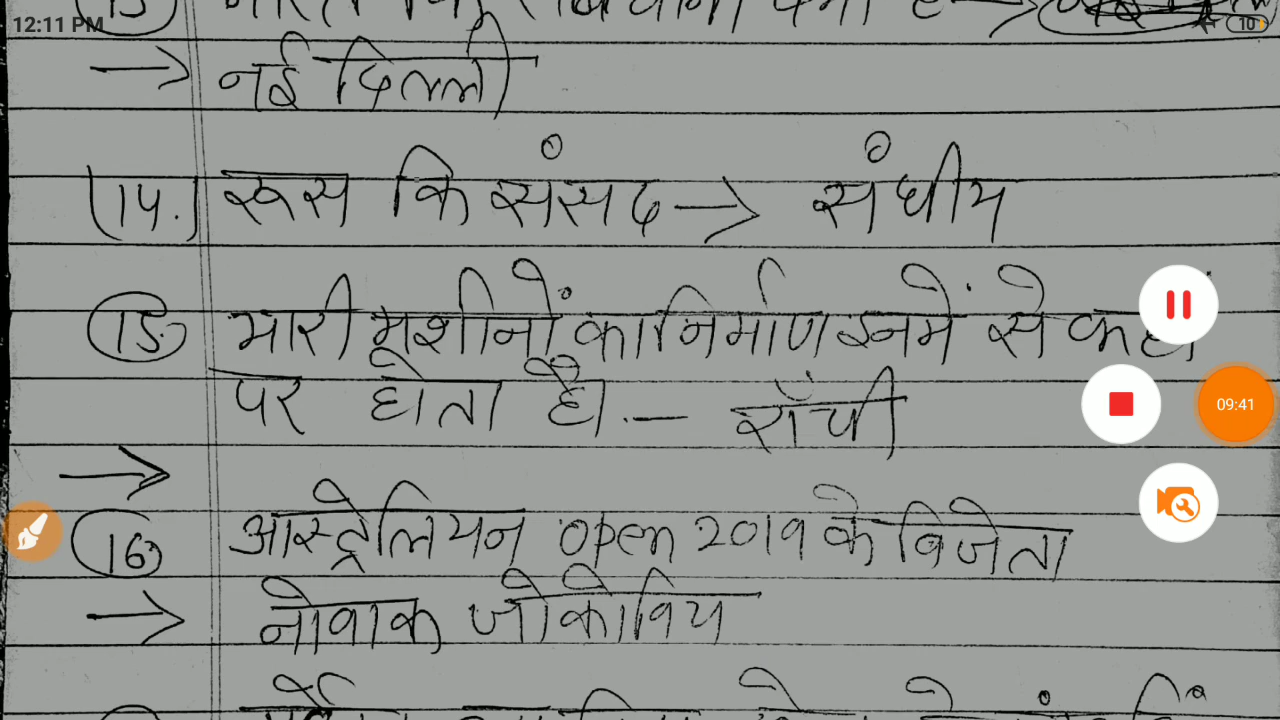 12:11 PM
10
→ नई दिल्ली
(14.) रूस कि संसद → संघीय
(15) भारी मशीनों का निर्माण इनमें से कहाँ
पर होता है. – राँची
09:41
→
(16) आस्ट्रेलियन open 2019 के विजेता
→ नोवाक जोकोविच